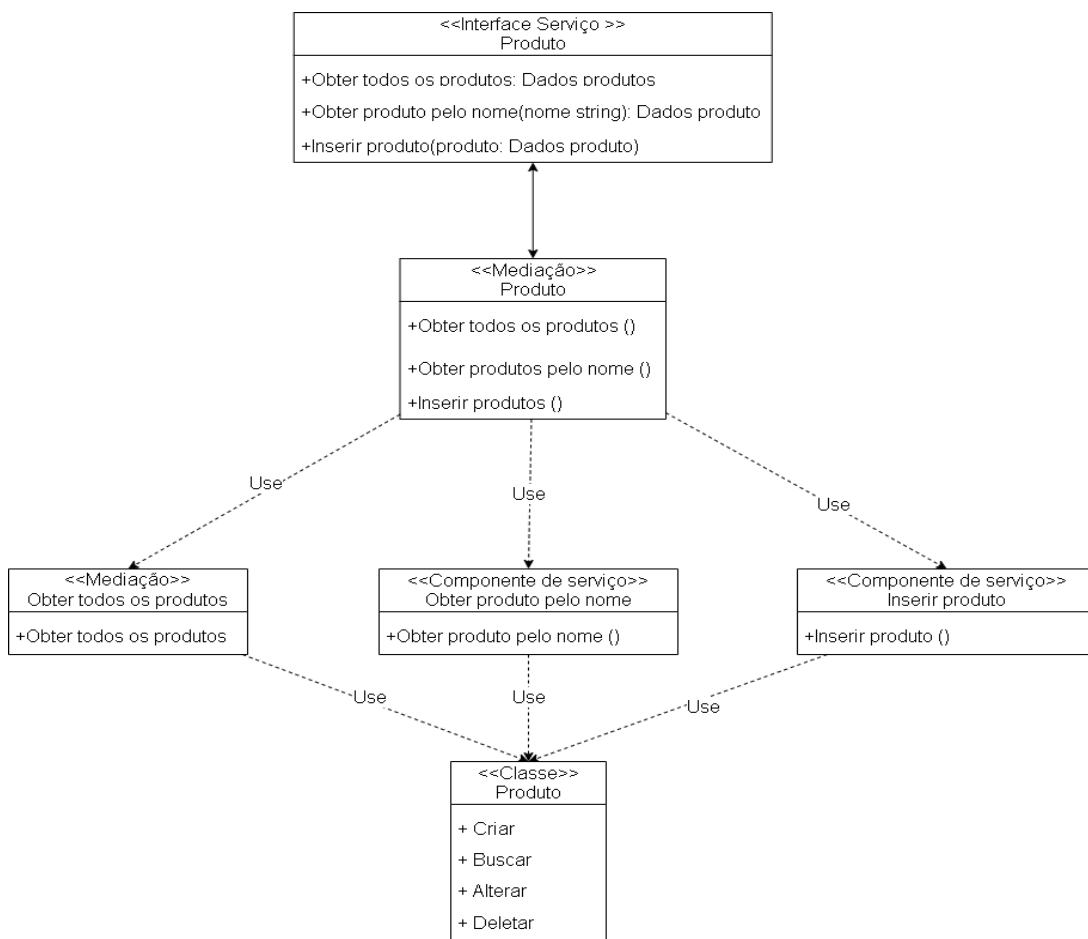 <<Interface Serviço >>
Produto
+Obter todos os produtos: Dados produtos
+Obter produto pelo nome(nome string): Dados produto
+Inserir produto(produto: Dados produto)
<<Mediação>>
Produto
+Obter todos os produtos ()
+Obter produtos pelo nome ()
+Inserir produtos ()
Use
Use
Use
<<Mediação>>
Obter todos os produtos
+Obter todos os produtos
<<Componente de serviço>>
Obter produto pelo nome
+Obter produto pelo nome ()
<<Componente de serviço>>
Inserir produto
+Inserir produto ()
Use
Use
Use
<<Classe>>
Produto
+ Criar
+ Buscar
+ Alterar
+ Deletar